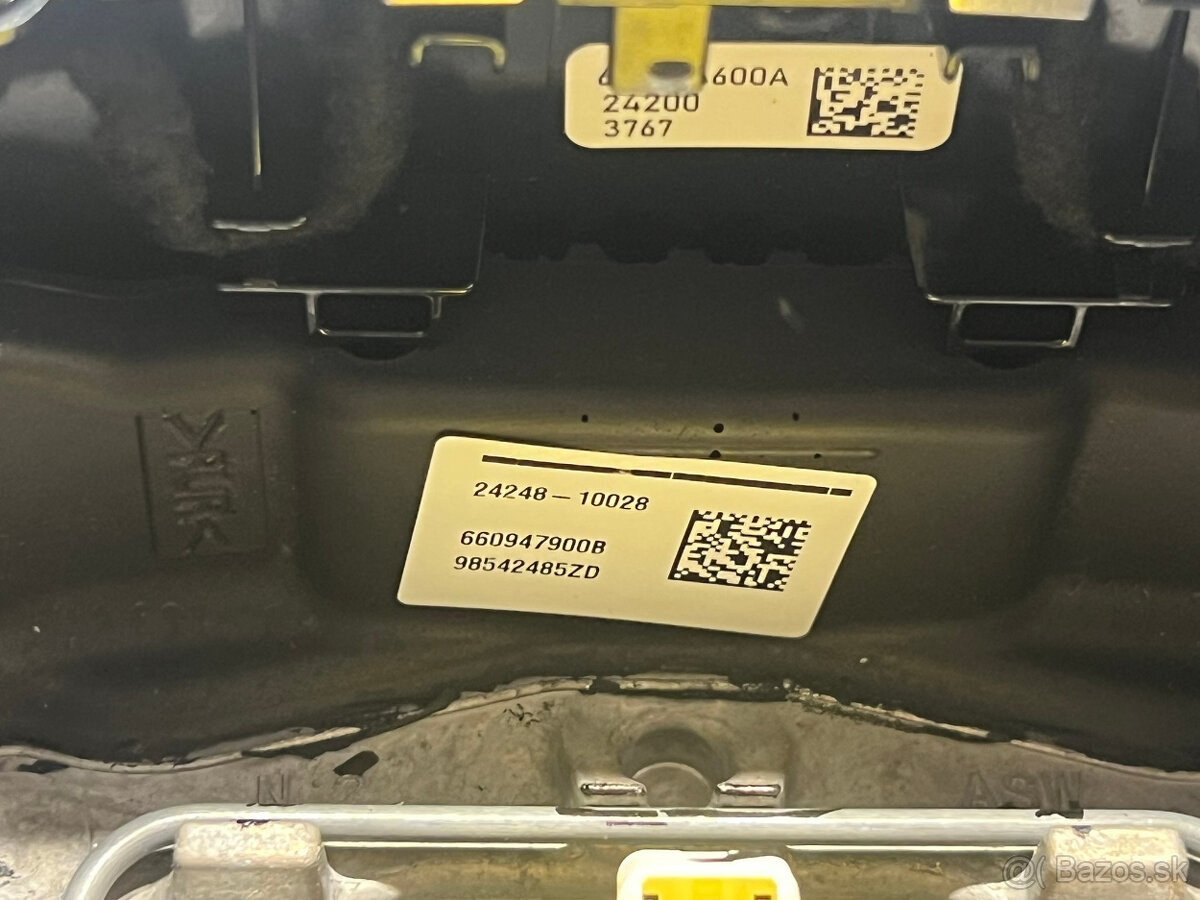 600A
24200
3767
24248-10028
660947900B
98542485ZD
ASW
@( Bazos.sk